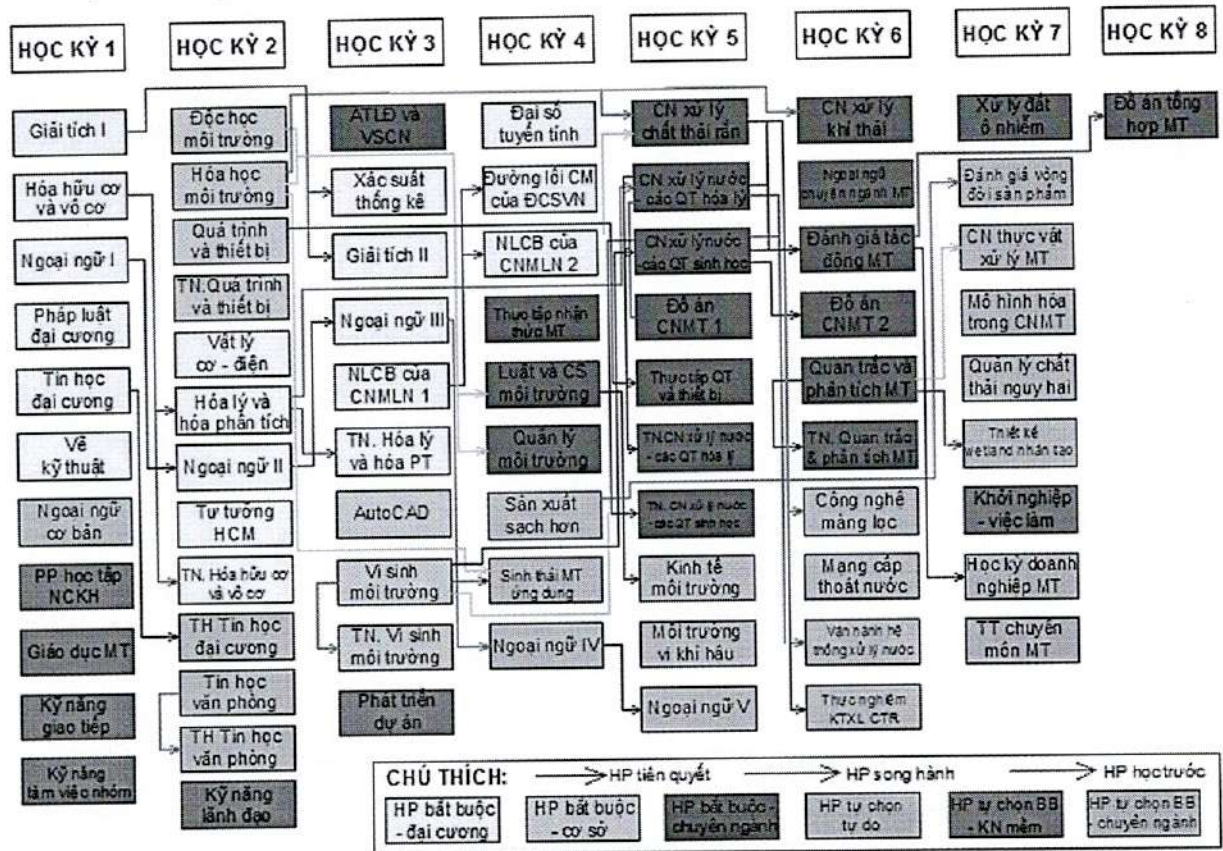 HỌC KỲ 1
HỌC KỲ 2
HỌC KỲ 3
HỌC KỲ 4
HỌC KỲ 5
HỌC KỲ 6
HỌC KỲ 7
HỌC KỲ 8
Giải tích I
Hóa hữu cơ
và vô cơ
Ngoại ngữ I
Pháp luật
đại cương
Tin học
đại cương
Vẽ
kỹ thuật
Ngoại ngữ
cơ bản
PP học tập
NCKH
Giáo dục MT
Kỹ năng
giao tiếp
Kỹ năng
làm việc nhóm
Độc học
môi trường
Hóa học
môi trường
Quá trình
và thiết bị
TN.Quá trình
và thiết bị
Vật lý
cơ - điện
Hóa lý và
hóa phân tích
Ngoại ngữ II
Tư tưởng
HCM
TN. Hóa hữu cơ
và vô cơ
TH Tin học
đại cương
Tin học
văn phòng
TH Tin học
văn phòng
Kỹ năng
lãnh đạo
ATLĐ và
VSCN
Xác suất
thống kê
Giải tích II
Ngoại ngữ III
NLCB của
CNMLN 1
TN. Hóa lý
và hóa PT
AutoCAD
Vi sinh
môi trường
TN. Vi sinh
môi trường
Phát triển
dự án
Đại số
tuyến tính
Đường lối CM
của ĐCSVN
NLCB của
CNMLN 2
Thực tập nhận
thức MT
Luật và CS
môi trường
Quản lý
môi trường
Sản xuất
sạch hơn
Sinh thái MT
ứng dụng
Ngoại ngữ IV
CN xử lý
chất thải rắn
CN xử lý nước
- các QT hóa lý
CN xử lý nước
- các QT sinh học
Đồ án
CNMT 1
Thực tập QT
và thiết bị
TN.CN xử lý nước
- các QT hóa lý
TN. CN xử lý nước
- các QT sinh học
Kinh tế
môi trường
Môi trường
vi khí hậu
Ngoại ngữ V
CN xử lý
khí thải
Ngoại ngữ
chuyên ngành MT
Đánh giá tác
động MT
Đồ án
CNMT 2
Quan trắc và
phân tích MT
TN. Quan trắc
& phân tích MT
Công nghệ
màng lọc
Mạng cấp
thoát nước
Vận hành hệ
thống xử lý nước
Thực nghiệm
KTXL CTR
Xử lý đất
ô nhiễm
Đánh giá vòng
đời sản phẩm
CN thực vật
xử lý MT
Mô hình hóa
trong CNMT
Quản lý chất
thải nguy hại
Thiết kế
wetland nhân tạo
Khởi nghiệp
- việc làm
Học kỳ doanh
nghiệp MT
TT chuyên
môn MT
Đồ án tổng
hợp MT
CHÚ THÍCH:
HP tiên quyết
HP song hành
HP học trước
HP bắt buộc
- đại cương
HP bắt buộc
- cơ sở
HP bắt buộc -
chuyên ngành
HP tự chọn
tự do
HP tự chọn BB
- KN mềm
HP tự chọn BB
- chuyên ngành